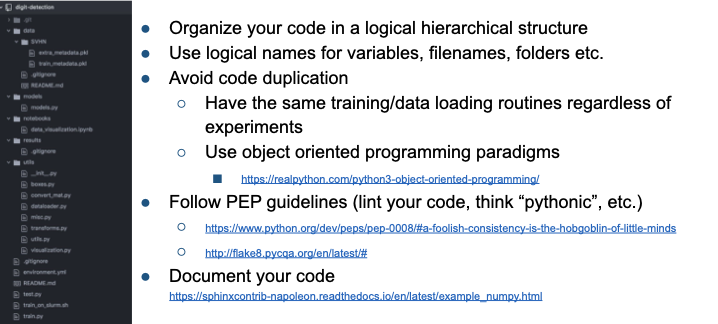 digit-detection
.git
data
SVHN
extra_metadata.pkl
train_metadata.pkl
.gitignore
README.md
models
models.py
notebooks
data_visualization.ipynb
results
.gitignore
utils
__init__.py
boxes.py
convert_mat.py
dataloader.py
misc.py
transforms.py
utils.py
visualization.py
.gitignore
environment.yml
README.md
test.py
train_on_slurm.sh
train.py
Organize your code in a logical hierarchical structure
Use logical names for variables, filenames, folders etc.
Avoid code duplication
Have the same training/data loading routines regardless of
experiments
Use object oriented programming paradigms
https://realpython.com/python3-object-oriented-programming/
Follow PEP guidelines (lint your code, think “pythonic”, etc.)
https://www.python.org/dev/peps/pep-0008/#a-foolish-consistency-is-the-hobgoblin-of-little-minds
http://flake8.pycqa.org/en/latest/#
Document your code
https://sphinxcontrib-napoleon.readthedocs.io/en/latest/example_numpy.html